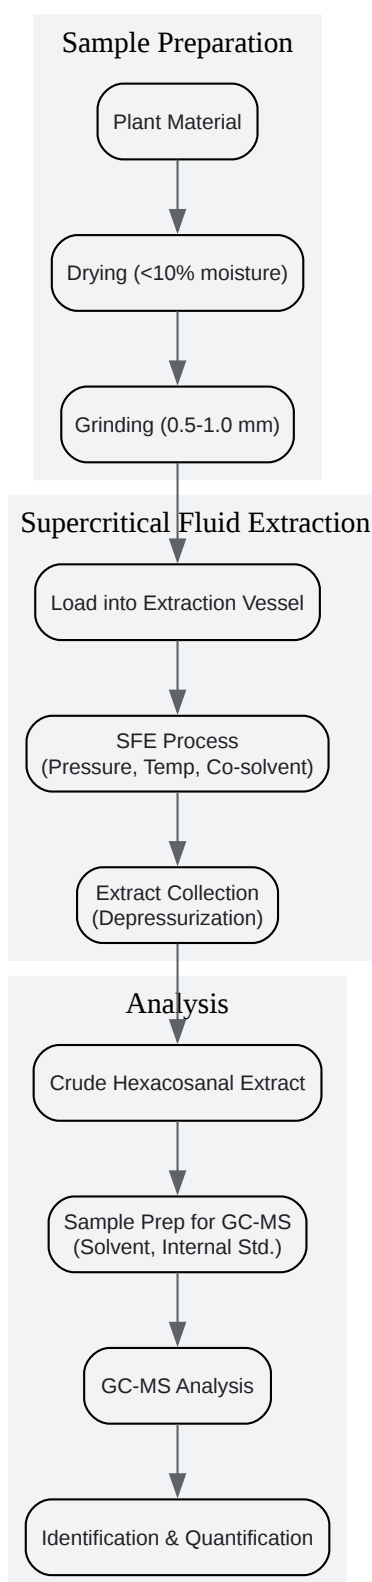 Sample Preparation
Plant Material
Drying (<10% moisture)
Grinding (0.5-1.0 mm)
Supercritical Fluid Extraction
Load into Extraction Vessel
SFE Process
(Pressure, Temp, Co-solvent)
Extract Collection
(Depressurization)
Analysis
Crude Hexacosanal Extract
Sample Prep for GC-MS
(Solvent, Internal Std.)
GC-MS Analysis
Identification & Quantification